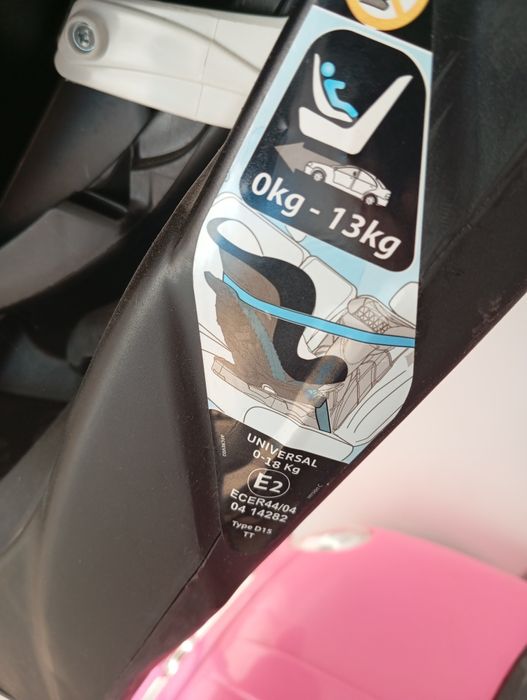 0kg - 13kg
UNIVERSAL
0-18 Kg
E2
ECER44/04
04 14282
Type D15
TT